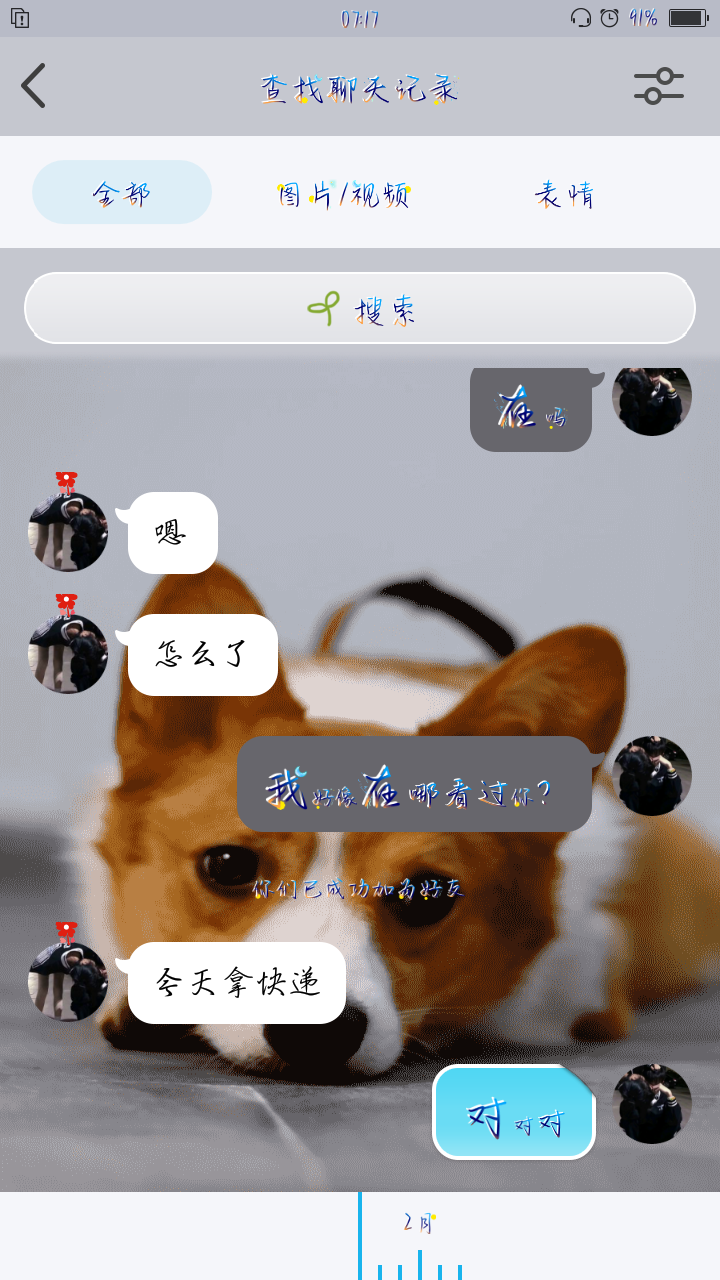 07:17
91%
查找聊天记录
全部
图片/视频
表情
搜索
在吗
嗯
怎么了
我好像在哪看过你?
你们已成功加为好友
今天拿快递
对对对
2月